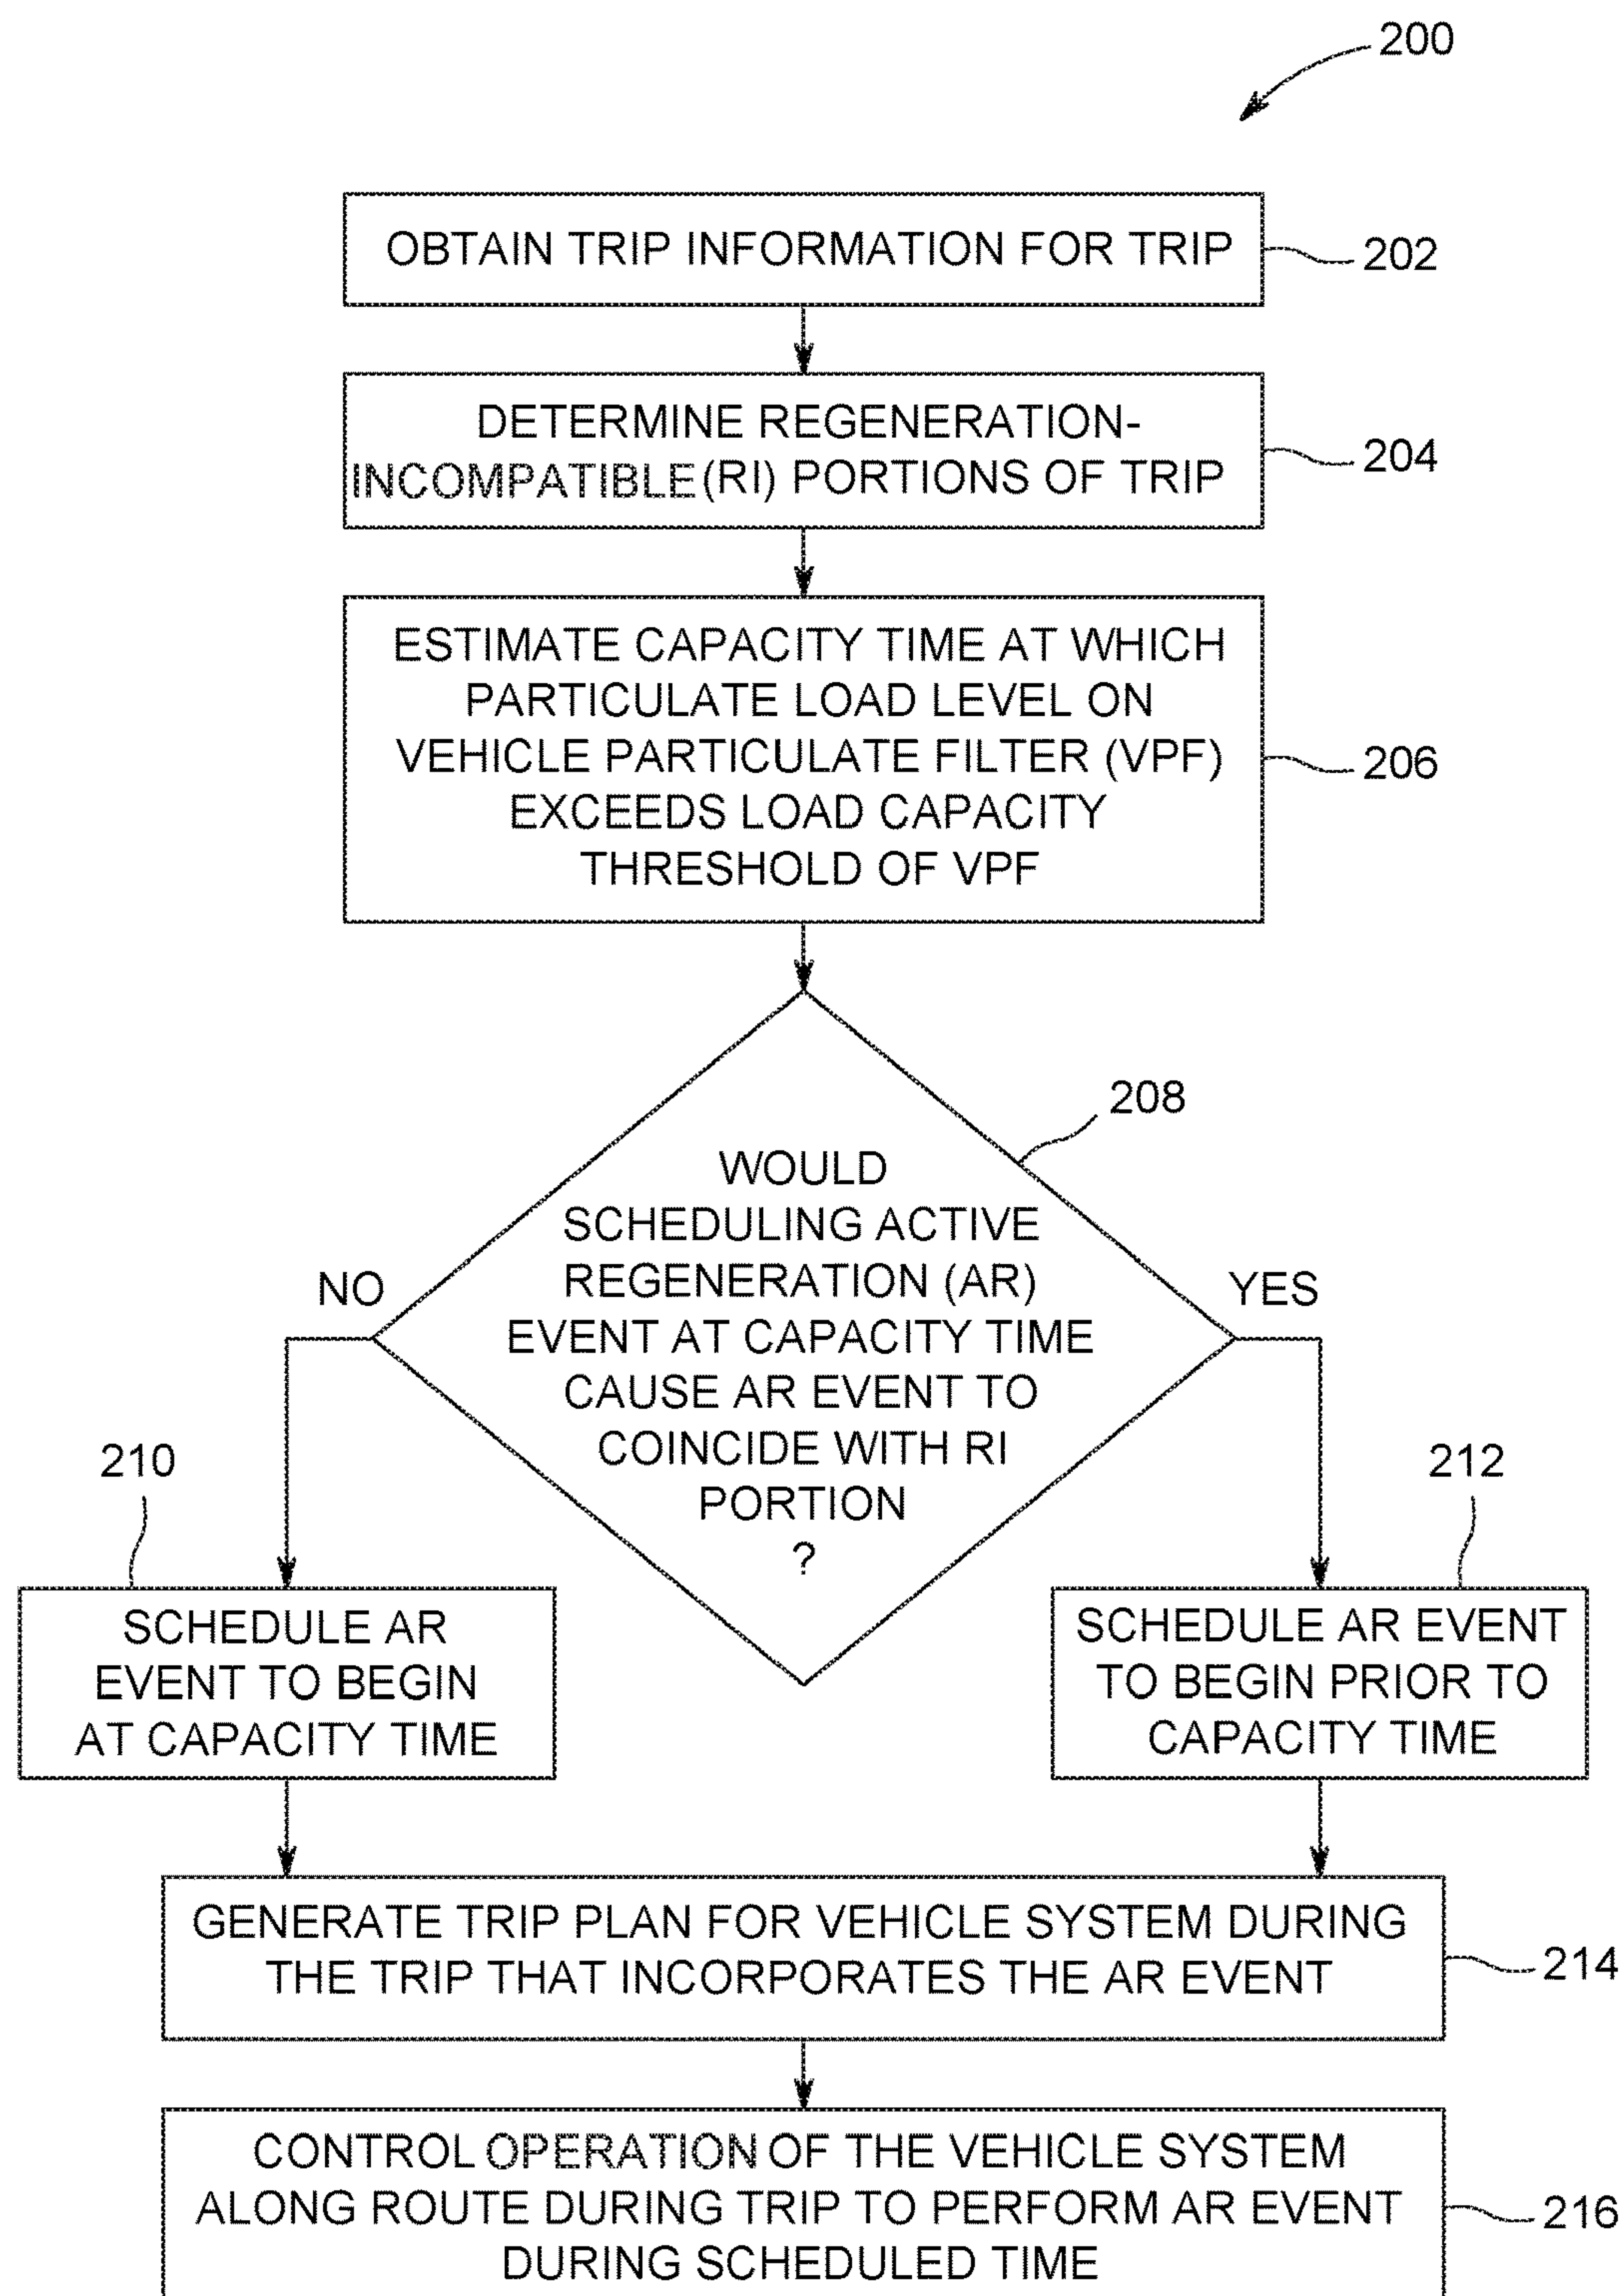 200
OBTAIN TRIP INFORMATION FOR TRIP
202
DETERMINE REGENERATION-
INCOMPATIBLE (RI) PORTIONS OF TRIP
204
ESTIMATE CAPACITY TIME AT WHICH
PARTICULATE LOAD LEVEL ON
VEHICLE PARTICULATE FILTER (VPF)
EXCEEDS LOAD CAPACITY
THRESHOLD OF VPF
206
208
WOULD
SCHEDULING ACTIVE
REGENERATION (AR)
EVENT AT CAPACITY TIME
CAUSE AR EVENT TO
COINCIDE WITH RI
PORTION
?
NO
YES
210
SCHEDULE AR
EVENT TO BEGIN
AT CAPACITY TIME
212
SCHEDULE AR EVENT
TO BEGIN PRIOR TO
CAPACITY TIME
GENERATE TRIP PLAN FOR VEHICLE SYSTEM DURING
THE TRIP THAT INCORPORATES THE AR EVENT
214
CONTROL OPERATION OF THE VEHICLE SYSTEM
ALONG ROUTE DURING TRIP TO PERFORM AR EVENT
DURING SCHEDULED TIME
216